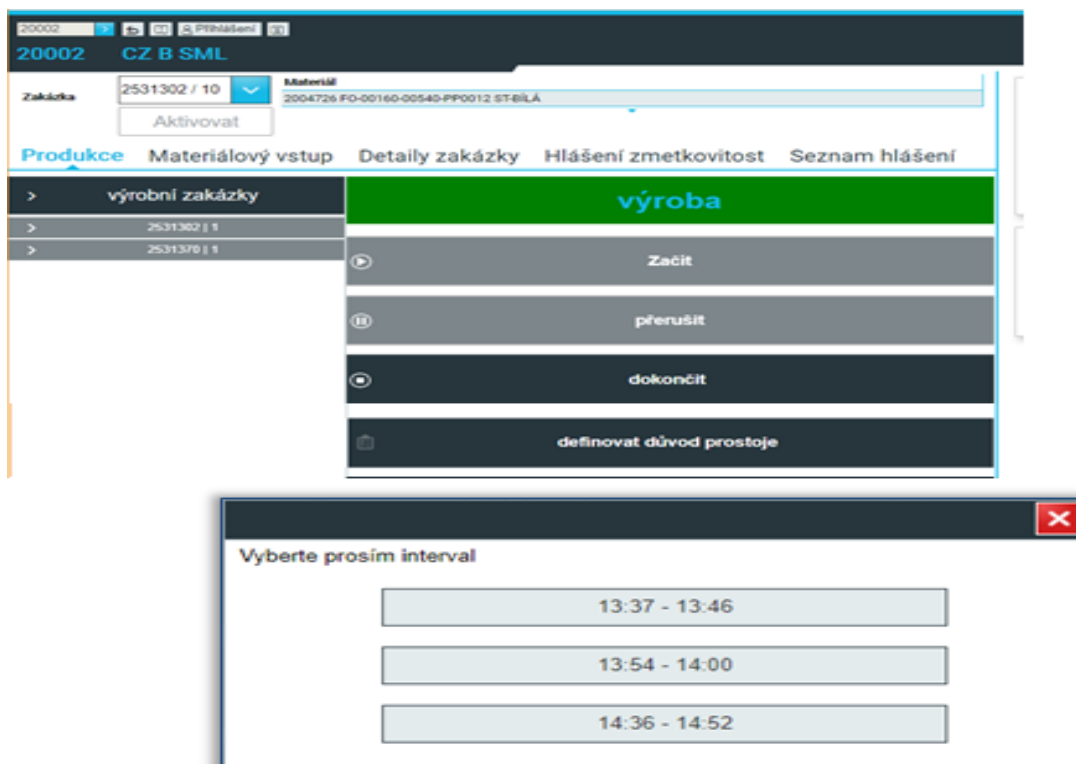 20002 Přihlášení
20002 CZ B SML
Zakázka 2531302 / 10 Materiál
2004726 FO-00160-00540-PP0012 ST-BÍLÁ
Aktivovat
Produkce Materiálový vstup Detaily zakázky Hlášení zmetkovitost Seznam hlášení
výrobní zakázky
2531302 | 1
2531370 | 1
výroba
Začit
přerušit
dokončit
definovat důvod prostoje
Vyberte prosím interval
13:37 - 13:46
13:54 - 14:00
14:36 - 14:52